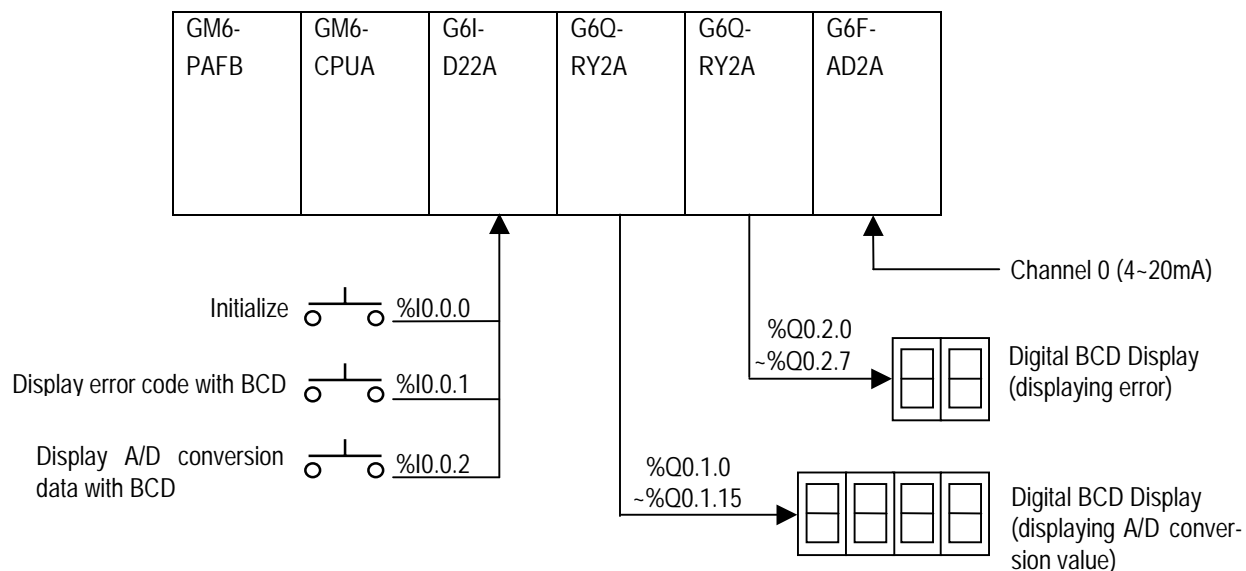 GM6-
PAFB
GM6-
CPUA
G6I-
D22A
G6Q-
RY2A
G6Q-
RY2A
G6F-
AD2A
Channel 0 (4~20mA)
Initialize
%I0.0.0
%Q0.2.0
~%Q0.2.7
Digital BCD Display
(displaying error)
Display error code with BCD
%I0.0.1
Display A/D conversion
data with BCD
%I0.0.2
%Q0.1.0
~%Q0.1.15
Digital BCD Display
(displaying A/D conver-
sion value)